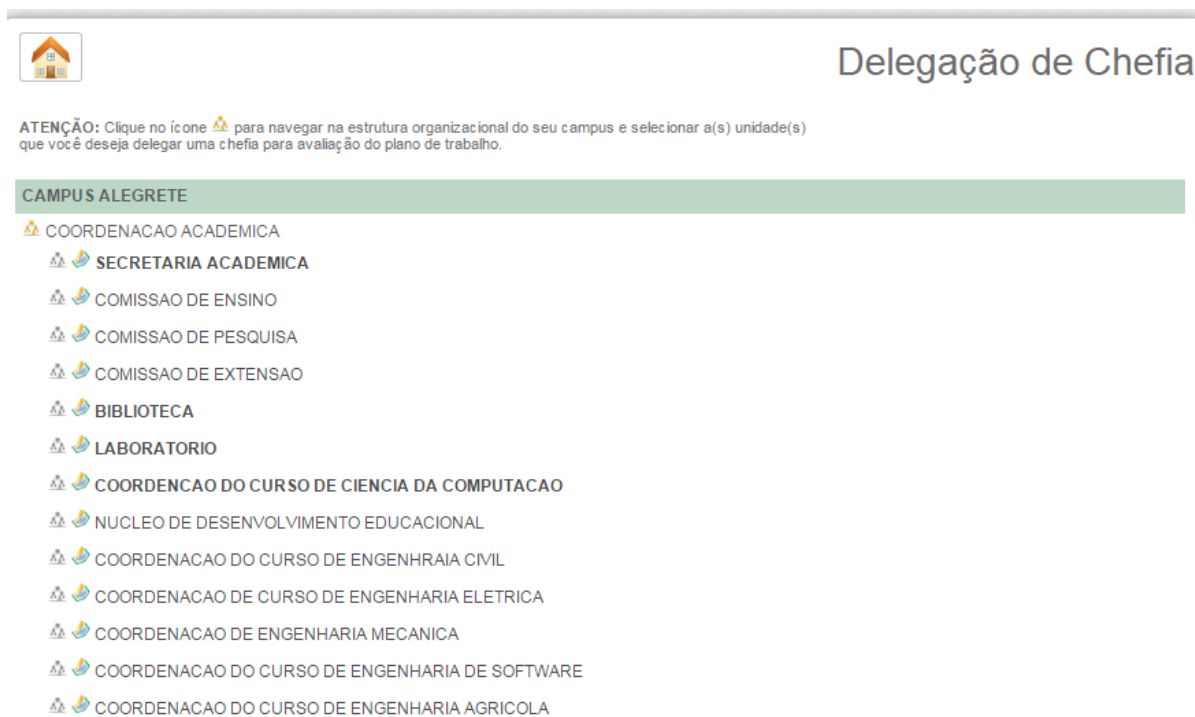 Delegação de Chefia
ATENÇÃO: Clique no ícone para navegar na estrutura organizacional do seu campus e selecionar a(s) unidade(s)
que você deseja delegar uma chefia para avaliação do plano de trabalho.
CAMPUS ALEGRETE
COORDENACAO ACADEMICA
SECRETARIA ACADEMICA
COMISSAO DE ENSINO
COMISSAO DE PESQUISA
COMISSAO DE EXTENSAO
BIBLIOTECA
LABORATORIO
COORDENCAO DO CURSO DE CIENCIA DA COMPUTACAO
NUCLEO DE DESENVOLVIMENTO EDUCACIONAL
COORDENACAO DO CURSO DE ENGENHRAIA CIVIL
COORDENACAO DE CURSO DE ENGENHARIA ELETRICA
COORDENACAO DE ENGENHARIA MECANICA
COORDENACAO DO CURSO DE ENGENHARIA DE SOFTWARE
COORDENACAO DO CURSO DE ENGENHARIA AGRICOLA